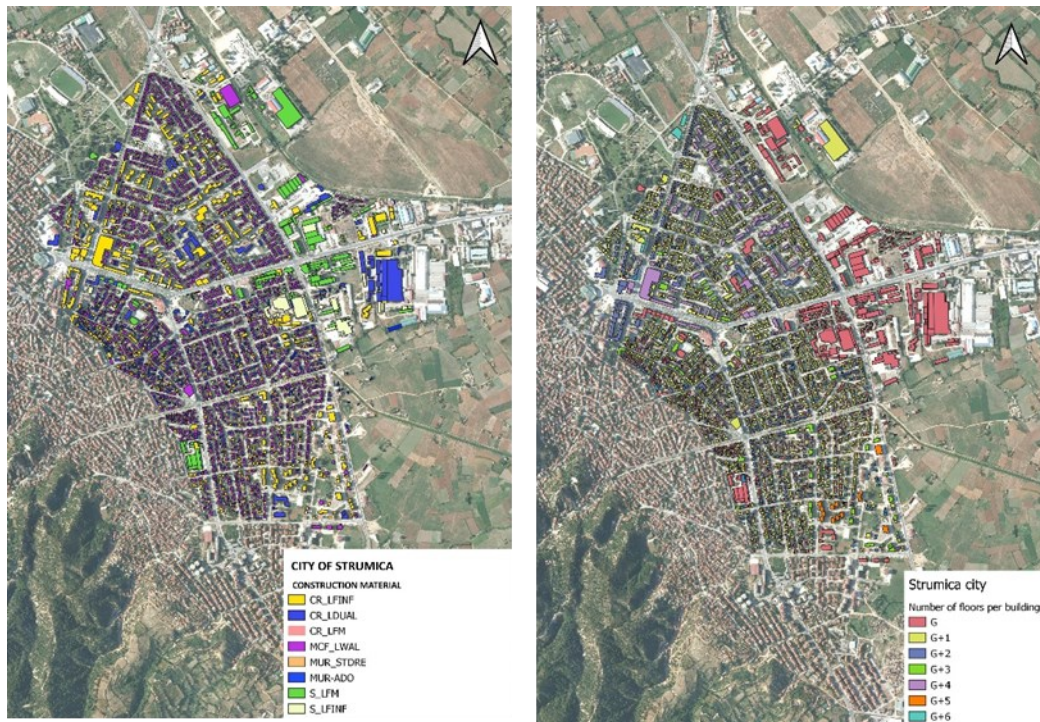 CITY OF STRUMICA
CONSTRUCTION MATERIAL
CR_LFINF
CR_LDUAL
CR_LFM
MCF_LWAL
MUR_STDRE
MUR-ADO
S_LFM
S_LFINF
Strumica city
Number of floors per building
G
G+1
G+2
G+3
G+4
G+5
G+6